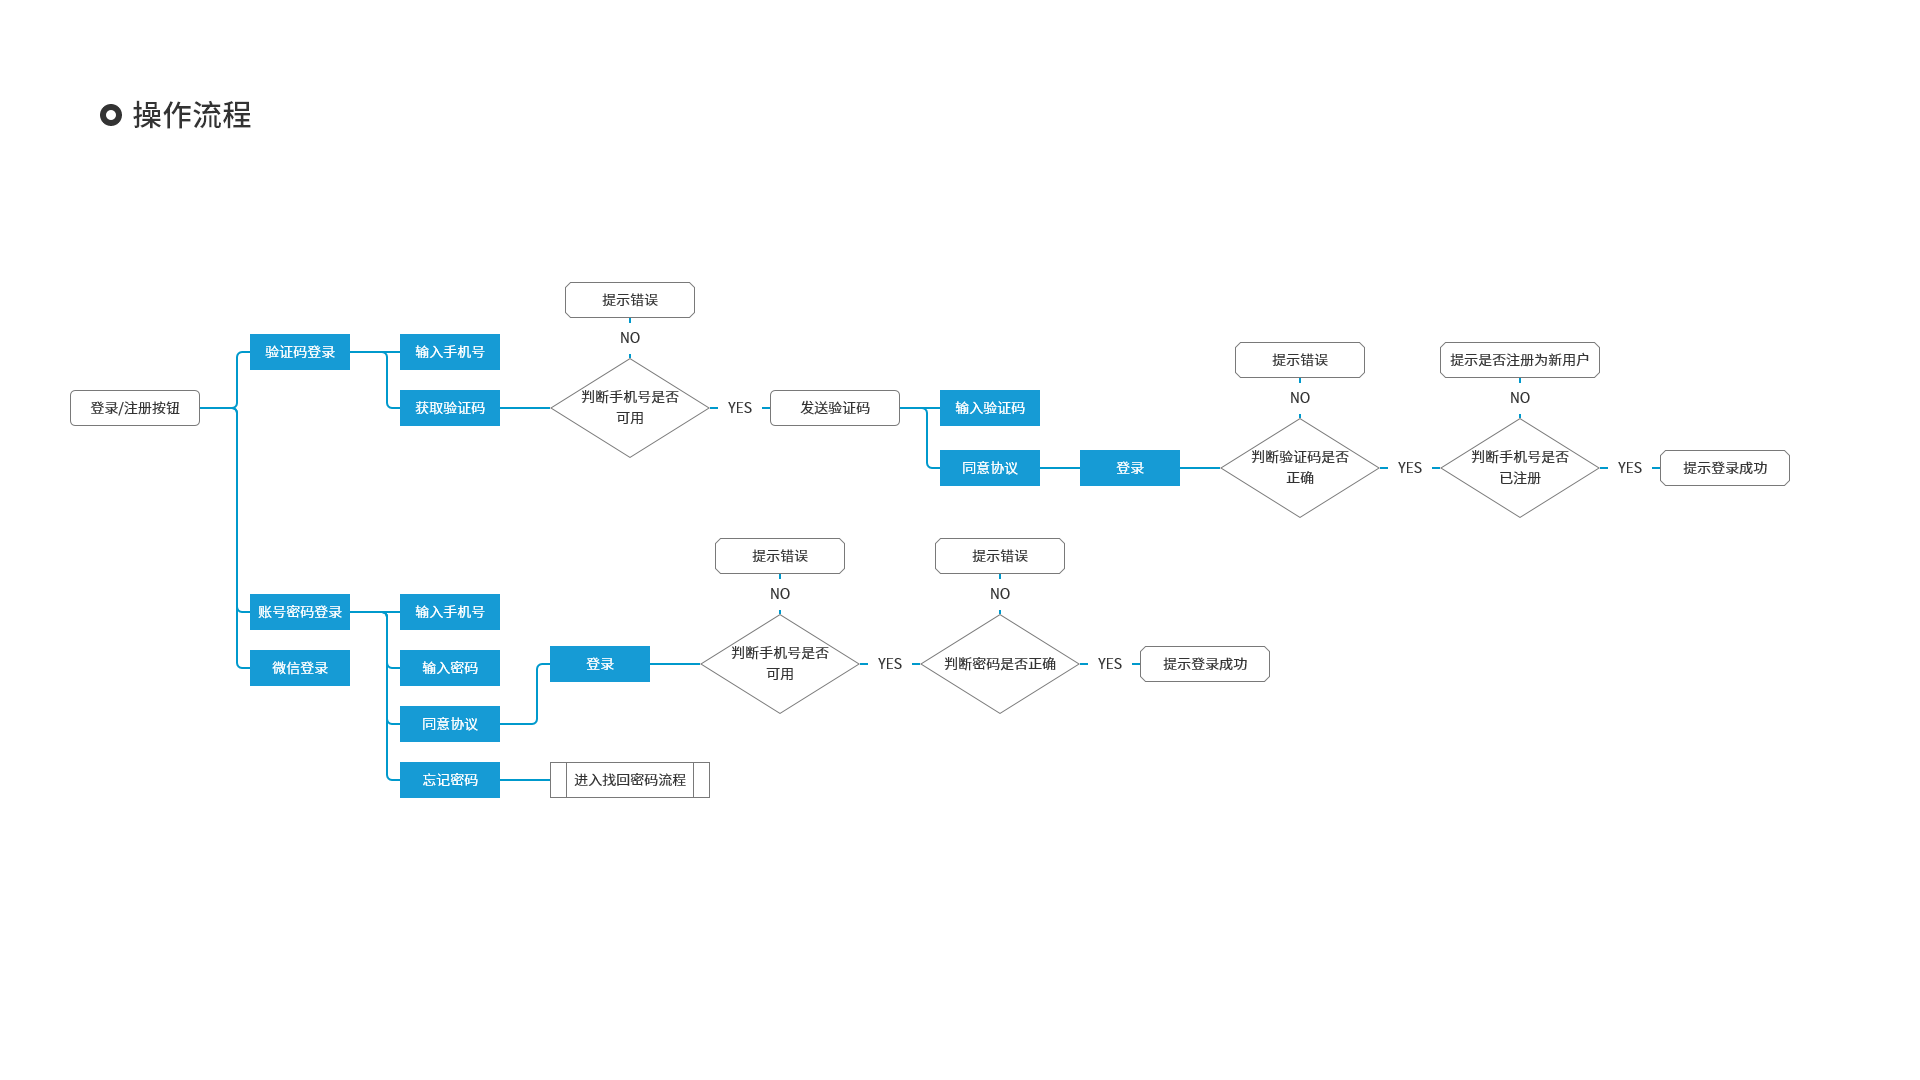 操作流程
登录/注册按钮
验证码登录
输入手机号
获取验证码
提示错误
NO
判断手机号是否
可用
YES
发送验证码
输入验证码
同意协议
登录
提示错误
NO
判断验证码是否
正确
YES
提示是否注册为新用户
NO
判断手机号是否
已注册
YES
提示登录成功
账号密码登录
微信登录
输入手机号
输入密码
同意协议
忘记密码
登录
进入找回密码流程
提示错误
NO
判断手机号是否
可用
YES
提示错误
NO
判断密码是否正确
YES
提示登录成功